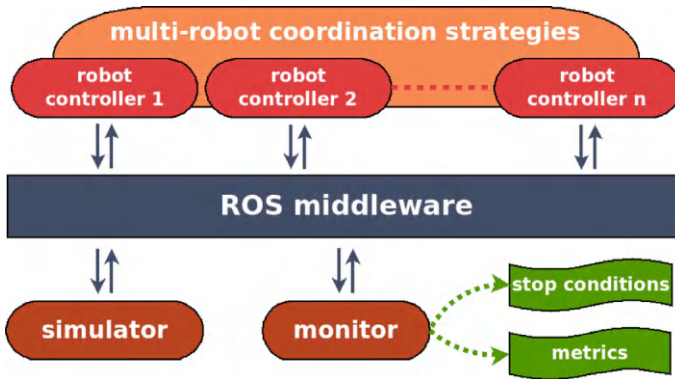 multi-robot coordination strategies
robot
controller 1
robot
controller 2
robot
controller n
ROS middleware
simulator
monitor
stop conditions
metrics